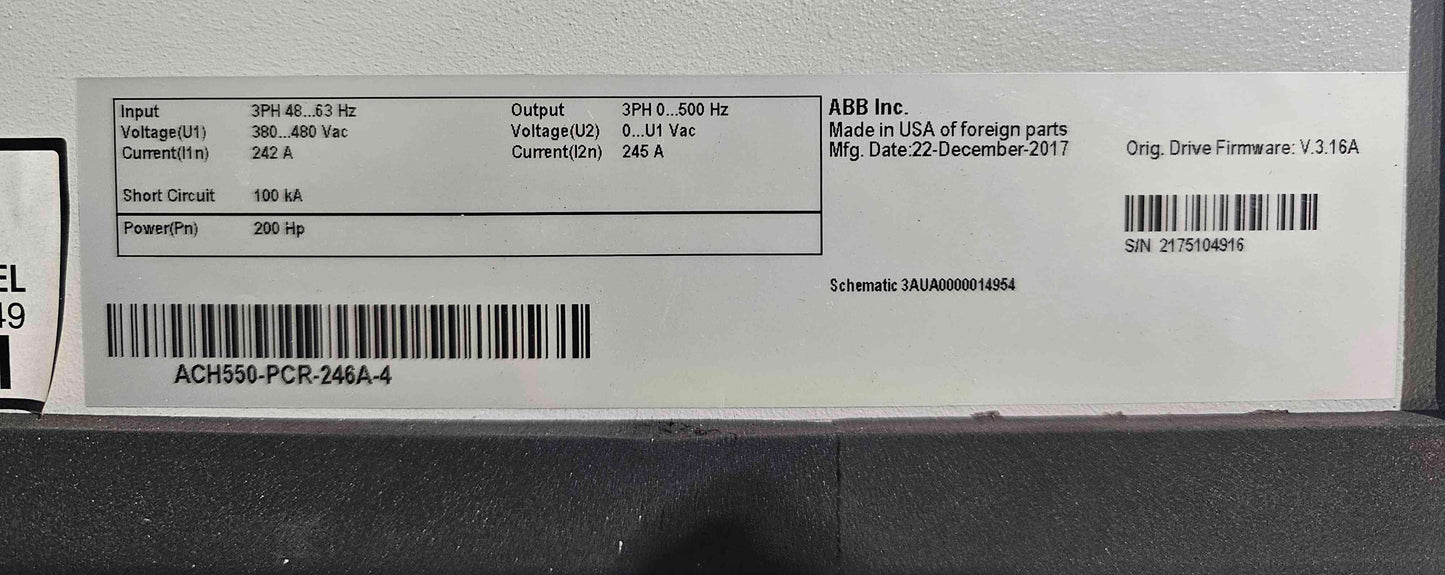 Input 3PH 48...63 Hz Output 3PH 0...500 Hz
Voltage(U1) 380...480 Vac Voltage(U2) 0...U1 Vac
Current(I1n) 242 A Current(I2n) 245 A
Short Circuit 100 kA
Power(Pn) 200 Hp
ABB Inc.
Made in USA of foreign parts
Mfg. Date:22-December-2017
Orig. Drive Firmware: V.3.16A
S/N 2175104916
Schematic 3AUA0000014954
ACH550-PCR-246A-4
EL
49